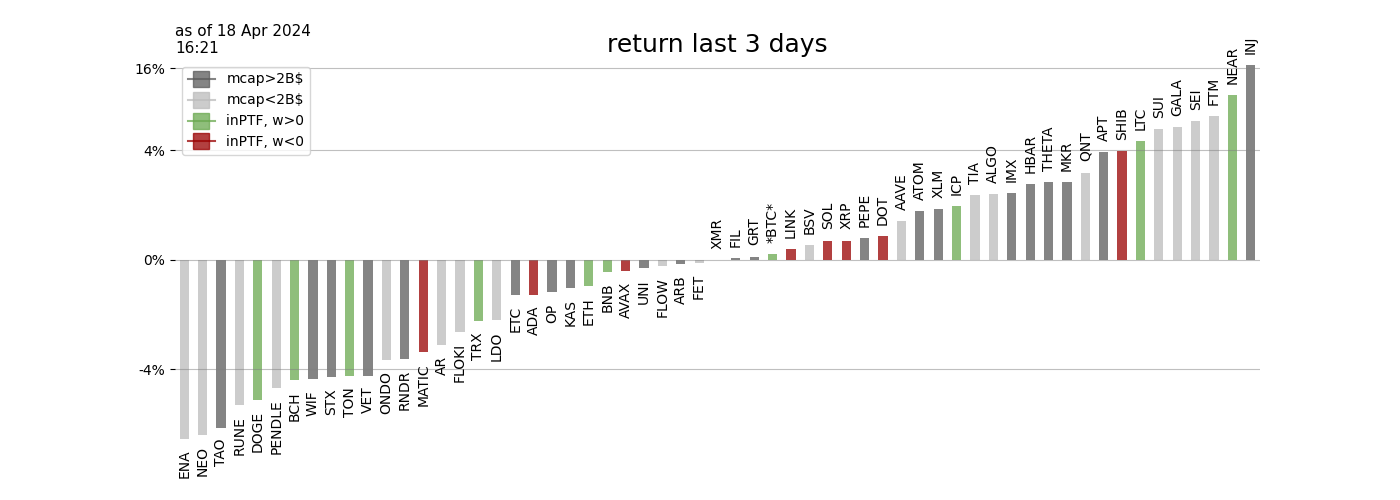 as of 18 Apr 2024
16:21
return last 3 days
mcap>2B$
mcap<2B$
inPTF, w>0
inPTF, w<0
16%
4%
0%
-4%
ENA
NEO
TAO
RUNE
DOGE
PENDLE
BCH
WIF
STX
TON
VET
ONDO
RNDR
MATIC
AR
FLOKI
TRX
LDO
ETC
ADA
OP
KAS
ETH
BNB
AVAX
UNI
FLOW
ARB
FET
XMR
FIL
GRT
*BTC*
LINK
BSV
SOL
XRP
PEPE
DOT
AAVE
ATOM
XLM
ICP
TIA
ALGO
IMX
HBAR
THETA
MKR
QNT
APT
SHIB
LTC
SUI
GALA
SEI
FTM
NEAR
INJ